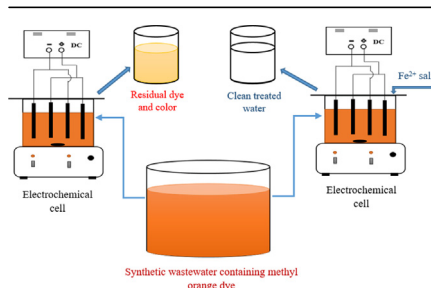 DC
DC
Fe²⁺ sal
Residual dye
and color
Clean treated
water
Electrochemical
cell
Electrochemical
cell
Synthetic wastewater containing methyl
orange dye